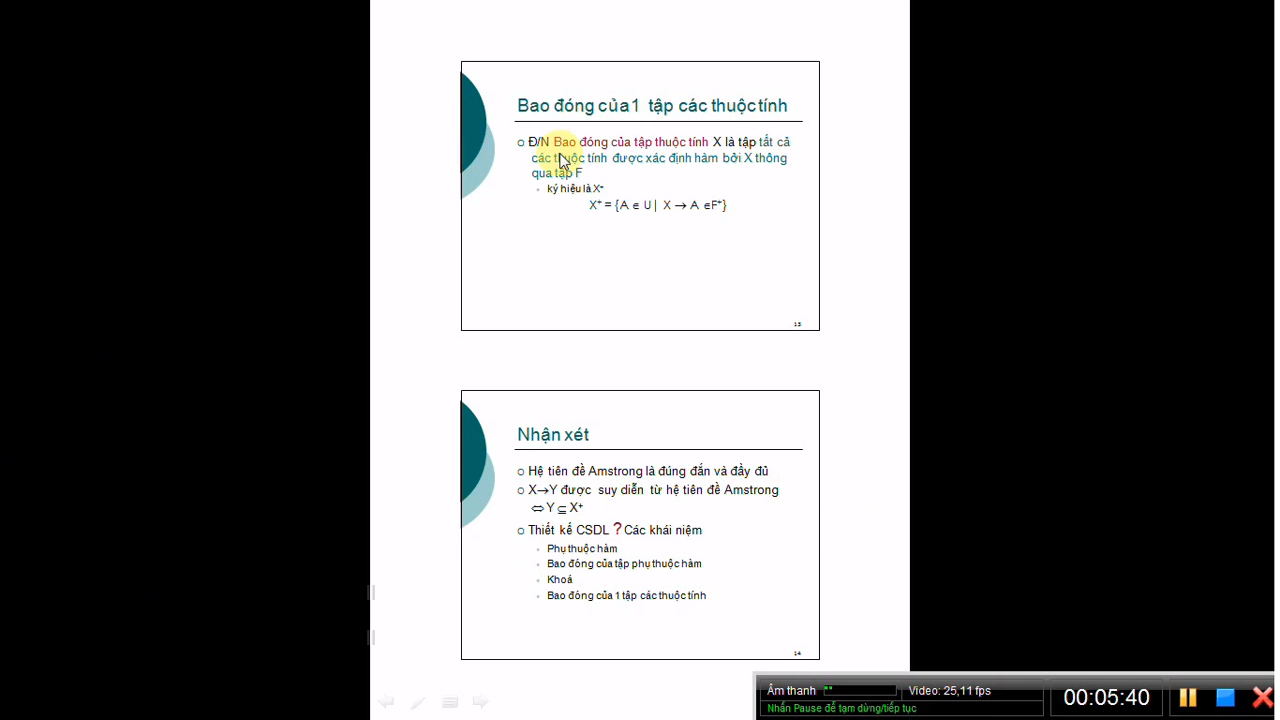 Bao đóng của 1 tập các thuộc tính
Đ/N Bao đóng của tập thuộc tính X là tập tất cả
các thuộc tính được xác định hàm bởi X thông
qua tập F
ký hiệu là X⁺
X⁺ = {A ∈ U | X → A ∈F⁺}
13
Nhận xét
Hệ tiên đề Amstrong là đúng đắn và đầy đủ
X→Y được suy diễn từ hệ tiên đề Amstrong
⇔ Y ⊆ X⁺
Thiết kế CSDL ? Các khái niệm
Phụ thuộc hàm
Bao đóng của tập phụ thuộc hàm
Khoá
Bao đóng của 1 tập các thuộc tính
14
Âm thanh
Video: 25,11 fps
Nhấn Pause để tạm dừng/tiếp tục
00:05:40